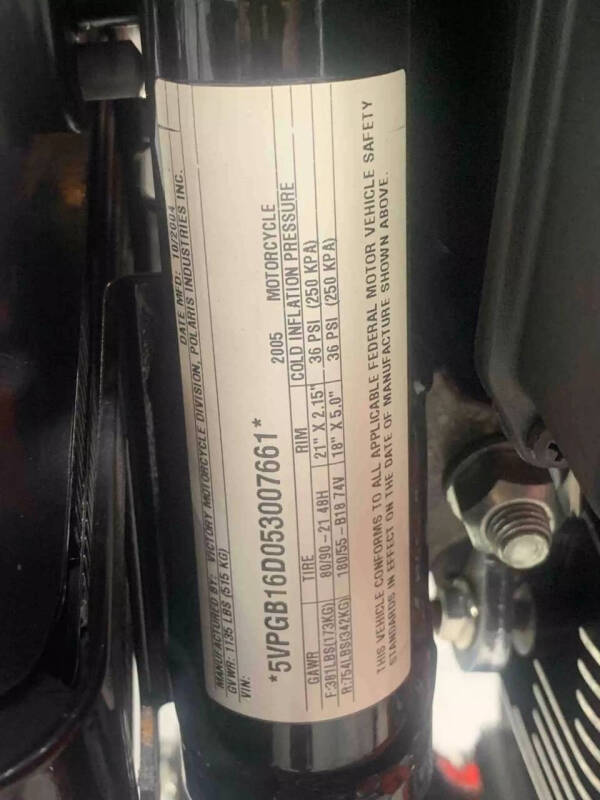 MANUFACTURED BY: VICTORY MOTORCYCLE DIVISION, POLARIS INDUSTRIES INC.
DATE MFD: 10/2004
GVWR: 1135 LBS (515 KG)
VIN:
*5VPGB16D053007661* 2005 MOTORCYCLE
GAWR TIRE RIM COLD INFLATION PRESSURE
F:381LBS(173KG) 80/90-21 48H 21" X 2.15" 36 PSI (250 KPA)
R:754LBS(342KG) 180/55-B18 74V 18" X 5.0" 36 PSI (250 KPA)
THIS VEHICLE CONFORMS TO ALL APPLICABLE FEDERAL MOTOR VEHICLE SAFETY
STANDARDS IN EFFECT ON THE DATE OF MANUFACTURE SHOWN ABOVE.